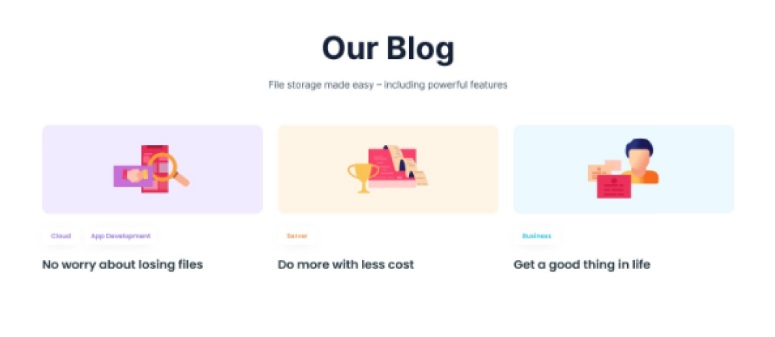 Our Blog
File storage made easy – including powerful features
Cloud
App Development
Server
Business
No worry about losing files
Do more with less cost
Get a good thing in life